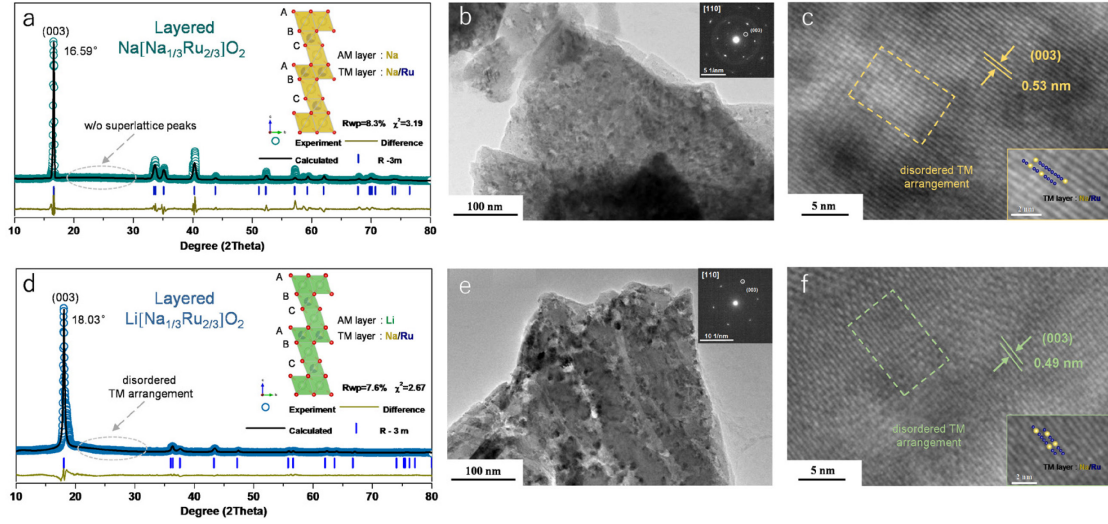 a
(003)
16.59°
Layered
Na[Na1/3Ru2/3]O2
A
B
C
A
B
C
A
AM layer : Na
TM layer : Na/Ru
w/o superlattice peaks
Rwp=8.3% χ²=3.19
Experiment
Difference
Calculated
R -3m
10 20 30 40 50 60 70 80
Degree (2Theta)
b
[110]
(003)
5 1/nm
100 nm
c
(003)
0.53 nm
disordered TM
arrangement
2 nm
TM layer : Na/Ru
5 nm
d
(003)
18.03°
Layered
Li[Na1/3Ru2/3]O2
A
B
C
A
B
C
A
AM layer : Li
TM layer : Na/Ru
disordered
TM arrangement
Rwp=7.6% χ²=2.67
Experiment
Difference
Calculated
R - 3 m
10 20 30 40 50 60 70 80
Degree (2Theta)
e
[110]
(003)
10 1/nm
100 nm
f
(003)
0.49 nm
disordered TM
arrangement
2 nm
TM layer : Na/Ru
5 nm